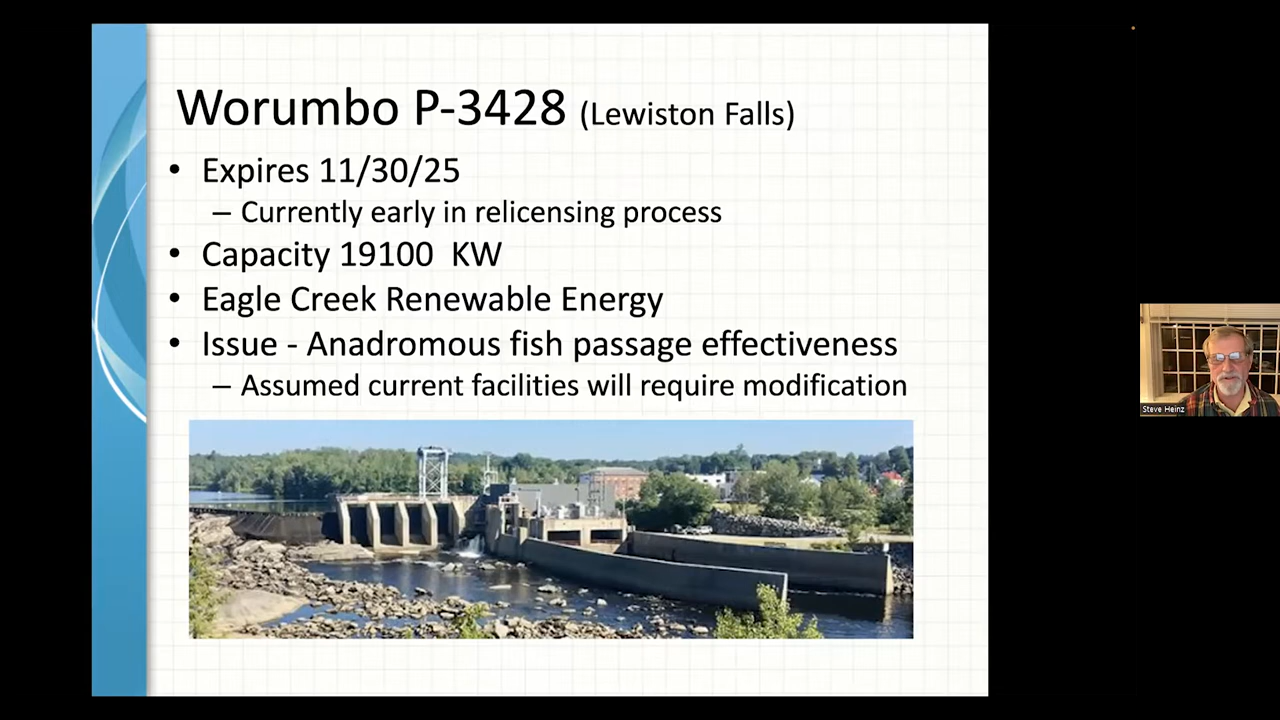 Worumbo P-3428 (Lewiston Falls)
• Expires 11/30/25
– Currently early in relicensing process
• Capacity 19100  KW
• Eagle Creek Renewable Energy
• Issue - Anadromous fish passage effectiveness
– Assumed current facilities will require modification
Steve Heinz